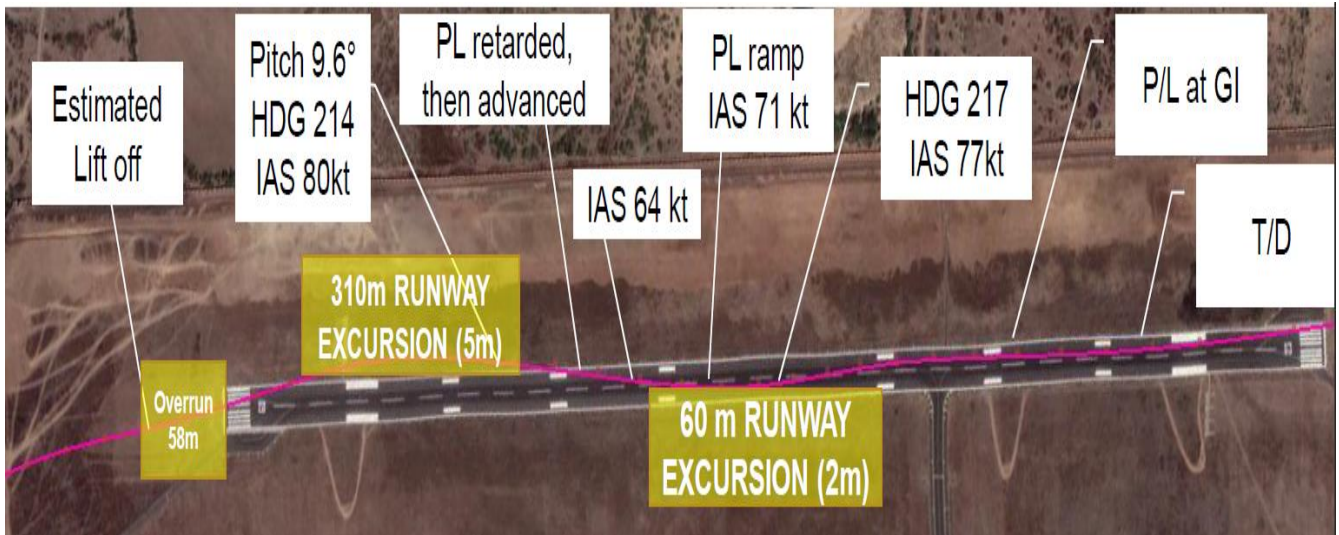 Estimated
Lift off
Pitch 9.6°
HDG 214
IAS 80kt
PL retarded,
then advanced
IAS 64 kt
PL ramp
IAS 71 kt
HDG 217
IAS 77kt
P/L at GI
T/D
310m RUNWAY
EXCURSION (5m)
Overrun
58m
60 m RUNWAY
EXCURSION (2m)